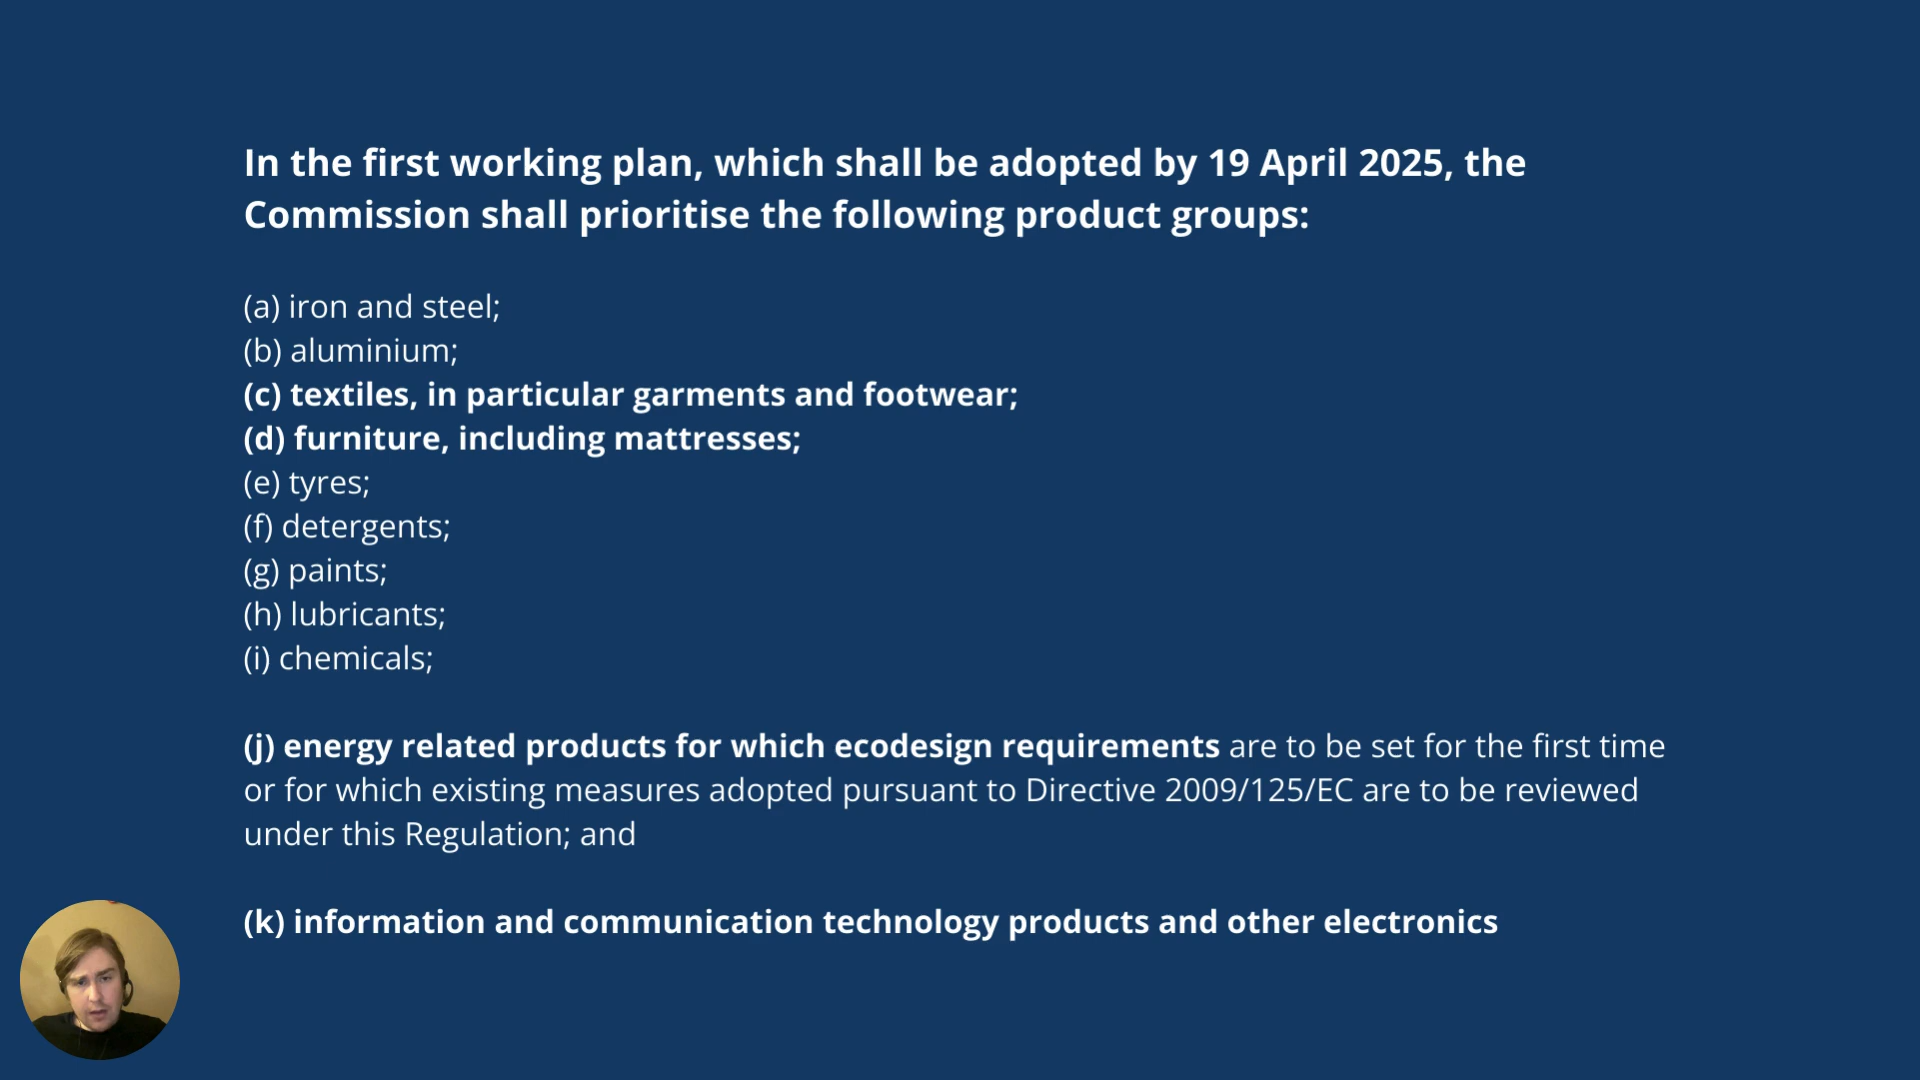 In the first working plan, which shall be adopted by 19 April 2025, the
Commission shall prioritise the following product groups:
(a) iron and steel;
(b) aluminium;
(c) textiles, in particular garments and footwear;
(d) furniture, including mattresses;
(e) tyres;
(f) detergents;
(g) paints;
(h) lubricants;
(i) chemicals;
(j) energy related products for which ecodesign requirements are to be set for the first time
or for which existing measures adopted pursuant to Directive 2009/125/EC are to be reviewed
under this Regulation; and
(k) information and communication technology products and other electronics